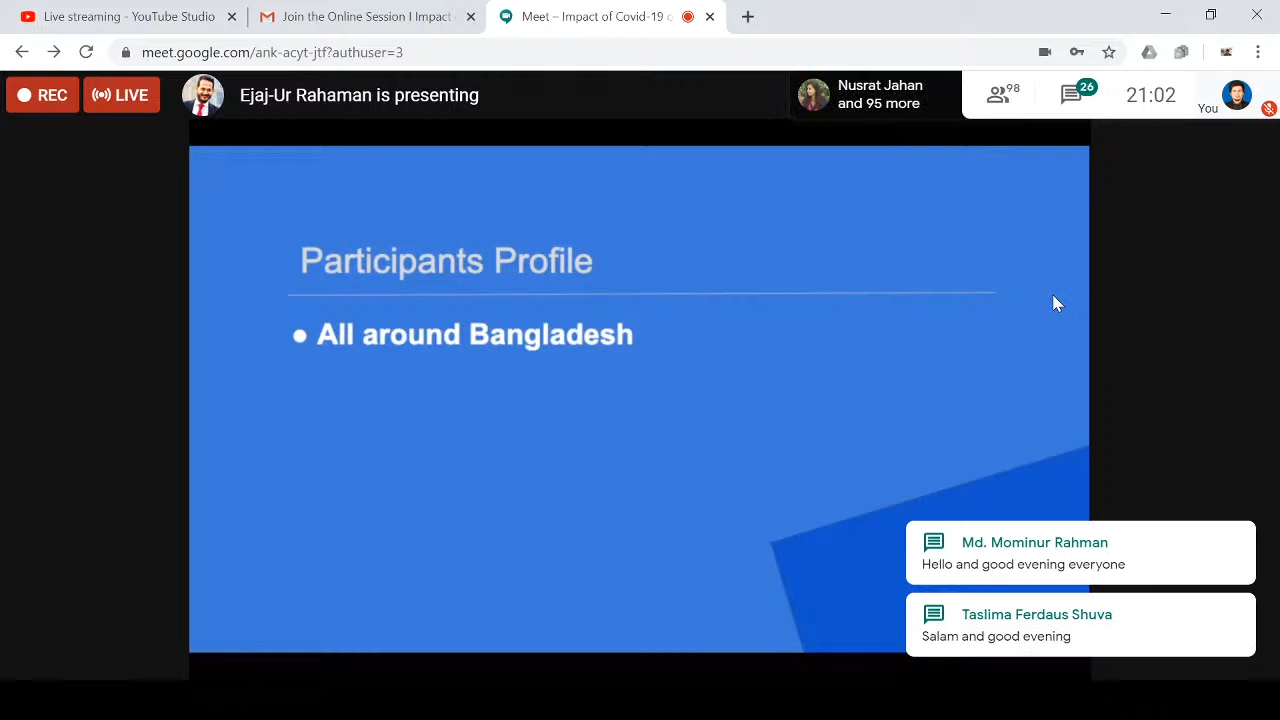 Live streaming - YouTube Studio
Join the Online Session I Impact
Meet – Impact of Covid-19 o
meet.google.com/ank-acyt-jtf?authuser=3
REC
LIVE
Ejaj-Ur Rahaman is presenting
Nusrat Jahan
and 95 more
98
26
21:02
You
Participants Profile
● All around Bangladesh
Md. Mominur Rahman
Hello and good evening everyone
Taslima Ferdaus Shuva
Salam and good evening